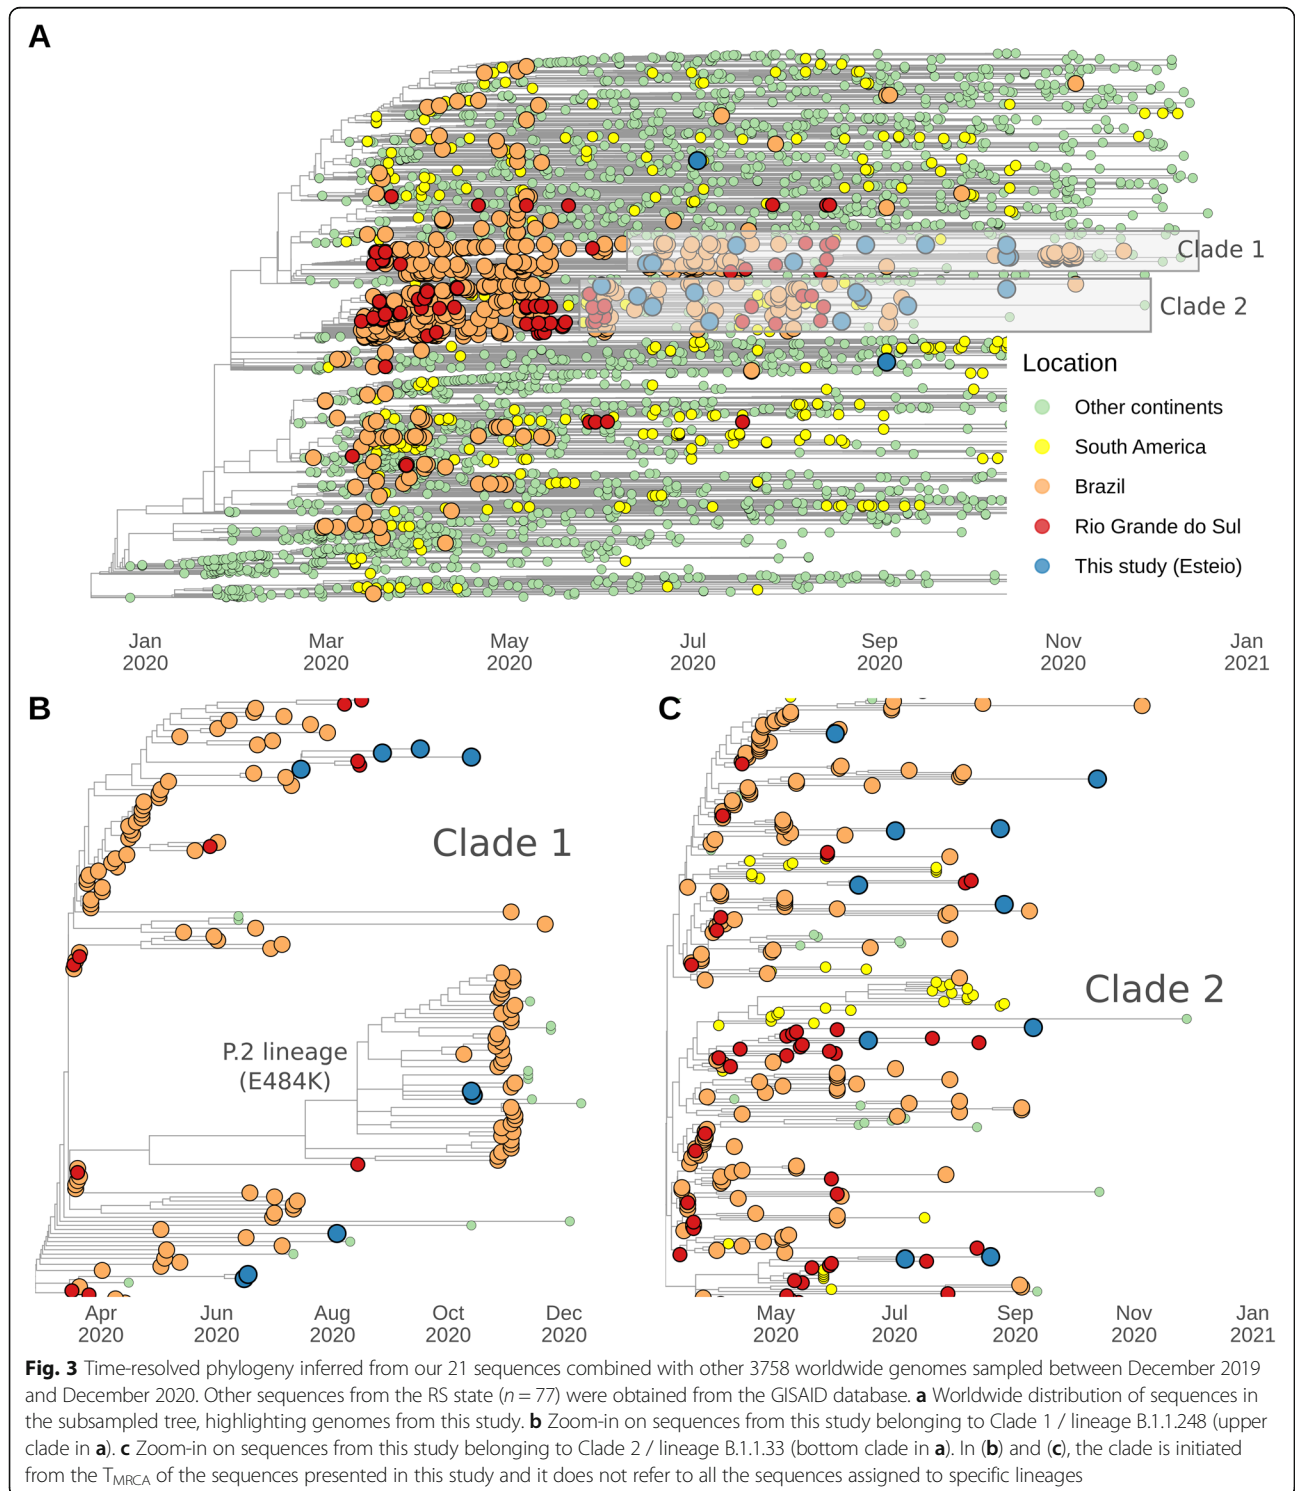 A
Clade 1
Clade 2
Location
Other continents
South America
Brazil
Rio Grande do Sul
This study (Esteio)
Jan Mar May Jul Sep Nov Jan
2020 2020 2020 2020 2020 2020 2021
B
C
Clade 1
Clade 2
P.2 lineage
(E484K)
Apr Jun Aug Oct Dec
2020 2020 2020 2020 2020
May Jul Sep Nov Jan
2020 2020 2020 2020 2021
Fig. 3 Time-resolved phylogeny inferred from our 21 sequences combined with other 3758 worldwide genomes sampled between December 2019
and December 2020. Other sequences from the RS state (n = 77) were obtained from the GISAID database. a Worldwide distribution of sequences in
the subsampled tree, highlighting genomes from this study. b Zoom-in on sequences from this study belonging to Clade 1 / lineage B.1.1.248 (upper
clade in a). c Zoom-in on sequences from this study belonging to Clade 2 / lineage B.1.1.33 (bottom clade in a). In (b) and (c), the clade is initiated
from the TMRCA of the sequences presented in this study and it does not refer to all the sequences assigned to specific lineages